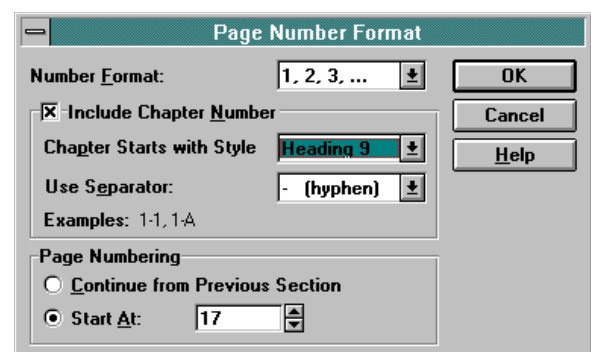 Page Number Format
Number Format: 1, 2, 3, ... OK
Include Chapter Number Cancel
Chapter Starts with Style Heading 9 Help
Use Separator: - (hyphen)
Examples: 1-1, 1-A
Page Numbering
Continue from Previous Section
Start At: 17